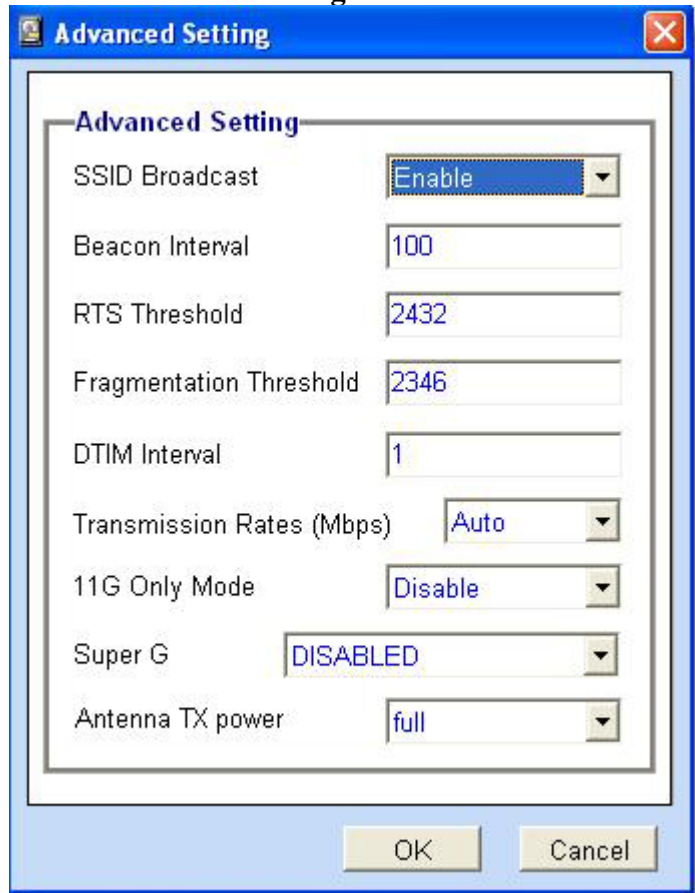 Advanced Setting
Advanced Setting
SSID Broadcast Enable
Beacon Interval 100
RTS Threshold 2432
Fragmentation Threshold 2346
DTIM Interval 1
Transmission Rates (Mbps) Auto
11G Only Mode Disable
Super G DISABLED
Antenna TX power full
OK Cancel